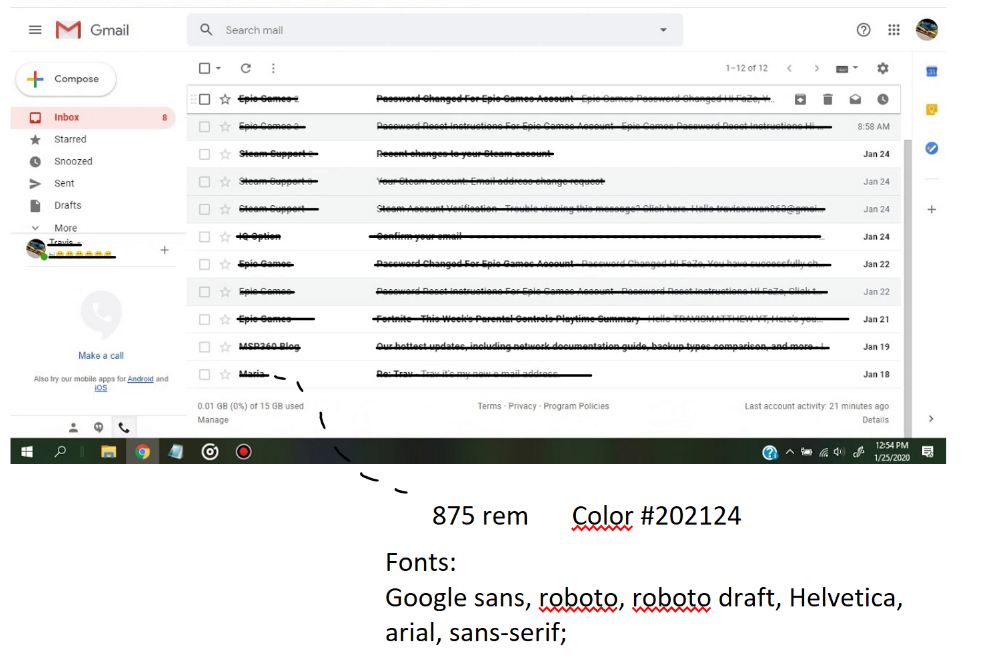 Gmail
Search mail
Compose
1–12 of 12
Inbox 8
Starred
Snoozed
Sent
Drafts
More
Travis
Epic Games 2 Password Changed For Epic Games Account - Epic Games Password Changed Hi FaZe, Y...
Epic Games 2 Password Reset Instructions For Epic Games Account - Epic Games Password Reset Instructions Hi ... 8:58 AM
Steam Support 2 Recent changes to your Steam account Jan 24
Steam Support Your Steam account: Email address change request Jan 24
Steam Support Steam Account Verification - Trouble viewing this message? Click here. Hello Jan 24
IQ Option Confirm your email Jan 24
Epic Games Password Changed For Epic Games Account - Password Changed Hi FaZe, You have successfully ch... Jan 22
Epic Games Password Reset Instructions For Epic Games Account - Password Reset Instructions Hi FaZe, Click t... Jan 22
Epic Games Fortnite - This Week's Parental Controls Playtime Summary - Hello TRAVISMATTHEW YT, Here's you... Jan 21
MSP360 Blog Our hottest updates, including network documentation guide, backup types comparison, and more - Jan 19
Maria Re: Trav - Trav it's my new e mail address Jan 18
Make a call
Also try our mobile apps for Android and
iOS
0.01 GB (0%) of 15 GB used
Manage
Terms · Privacy · Program Policies
Last account activity: 21 minutes ago
Details
31
12:54 PM
1/25/2020
875 rem Color #202124
Fonts:
Google sans, roboto, roboto draft, Helvetica,
arial, sans-serif;